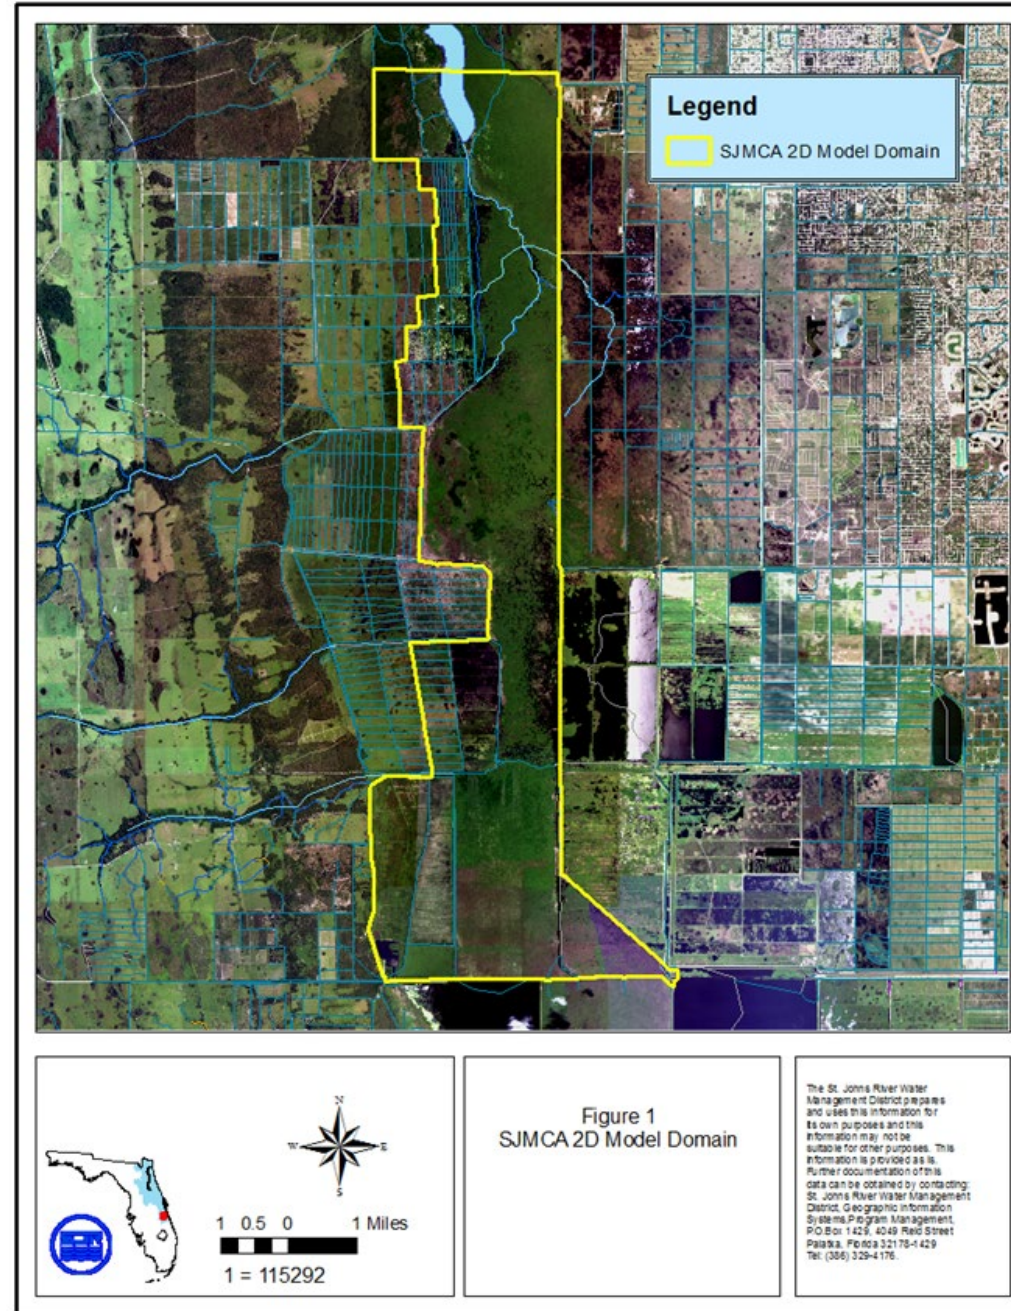 Legend
SJMCA 2D Model Domain
N
W E
S
1 0.5 0 1 Miles
1 = 115292
Figure 1
SJMCA 2D Model Domain
The St. Johns River Water
Management District prepares
and uses this information for
its own purposes and this
information may not be
suitable for other purposes. This
information is provided as is.
Further documentation of this
data can be obtained by contacting:
St. Johns River Water Management
District, Geographic Information
Systems,Program Management,
P.O.Box 1429, 4049 Reid Street
Palatka, Florida 32178-1429
Tel: (386) 329-4176.